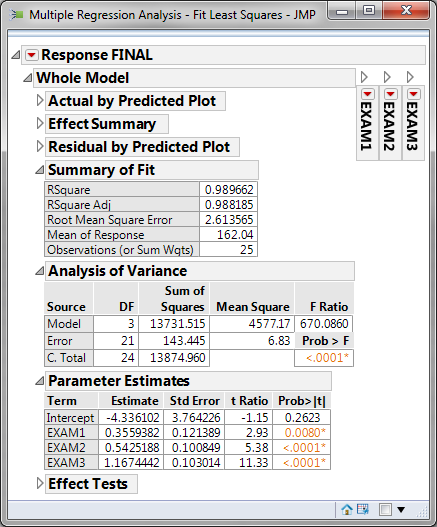 Multiple Regression Analysis - Fit Least Squares - JMP
Response FINAL
Whole Model
EXAM1
EXAM2
EXAM3
Actual by Predicted Plot
Effect Summary
Residual by Predicted Plot
Summary of Fit
RSquare 0.989662
RSquare Adj 0.988185
Root Mean Square Error 2.613565
Mean of Response 162.04
Observations (or Sum Wgts) 25
Analysis of Variance
Source DF Sum of Squares Mean Square F Ratio
Model 3 13731.515 4577.17 670.0860
Error 21 143.445 6.83 Prob > F
C. Total 24 13874.960 <.0001*
Parameter Estimates
Term Estimate Std Error t Ratio Prob>|t|
Intercept -4.336102 3.764226 -1.15 0.2623
EXAM1 0.3559382 0.121389 2.93 0.0080*
EXAM2 0.5425188 0.100849 5.38 <.0001*
EXAM3 1.1674442 0.103014 11.33 <.0001*
Effect Tests